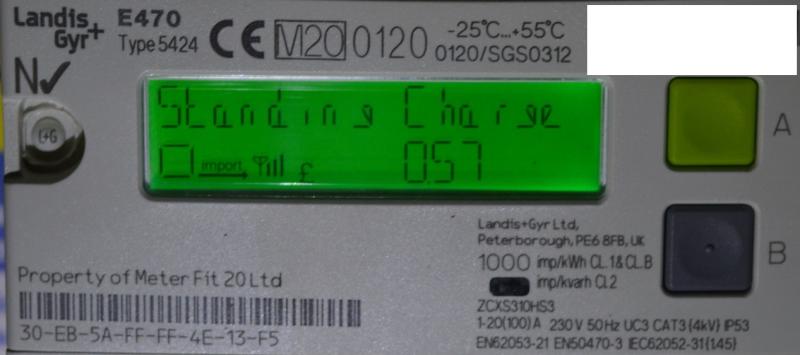 Landis Gyr+ E470
Type 5424
CE M20 0120
-25°C...+55°C
0120/SGS0312
N✓
L+G
Standing Charge
import £ 0.57
A
B
Landis+Gyr Ltd,
Peterborough, PE6 8FB, UK
1000 imp/kWh CL.1&CL.B
imp/kvarh CL2
ZCXS310HS3
1-20(100)A 230V 50Hz UC3 CAT3(4kV) IP53
EN62053-21 EN50470-3 IEC62052-31(1.45)
Property of Meter Fit 20 Ltd
30-EB-5A-FF-FF-4E-13-F5